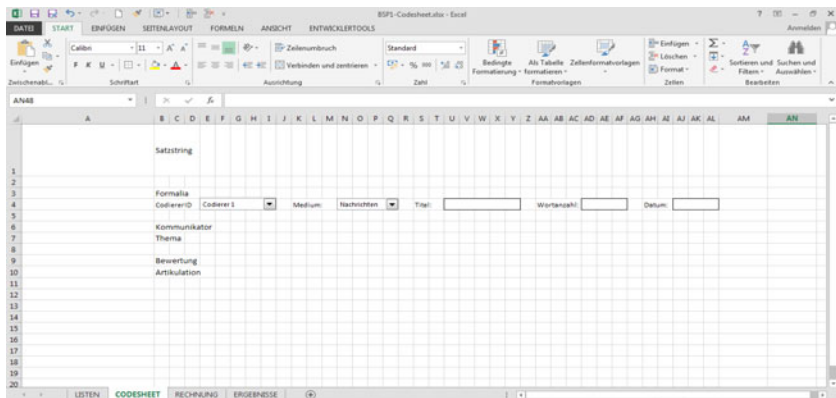 BSP1-Codesheet.xlsx - Excel
DATEI START EINFÜGEN SEITENLAYOUT FORMELN ANSICHT ENTWICKLERTOOLS Anmelden
Einfügen
Calibri 11
F K U
Zeilenumbruch
Verbinden und zentrieren
Standard
% 000
Bedingte Formatierung
Als Tabelle formatieren
Zellenformatvorlagen
Einfügen
Löschen
Format
Sortieren und Filtern
Suchen und Auswählen
Zwischenabl... Schriftart Ausrichtung Zahl Formatvorlagen Zellen Bearbeiten
AN48 fx
A B C D E F G H I J K L M N O P Q R S T U V W X Y Z AA AB AC AD AE AF AG AH AI AJ AK AL AM AN
1 Satzstring
2
3 Formalia
4 CodiererID Codierer 1 Medium: Nachrichten Titel: Wortanzahl: Datum:
5
6 Kommunikator
7 Thema
8
9 Bewertung
10 Artikulation
11
12
13
14
15
16
17
18
19
20
LISTEN CODESHEET RECHNUNG ERGEBNISSE